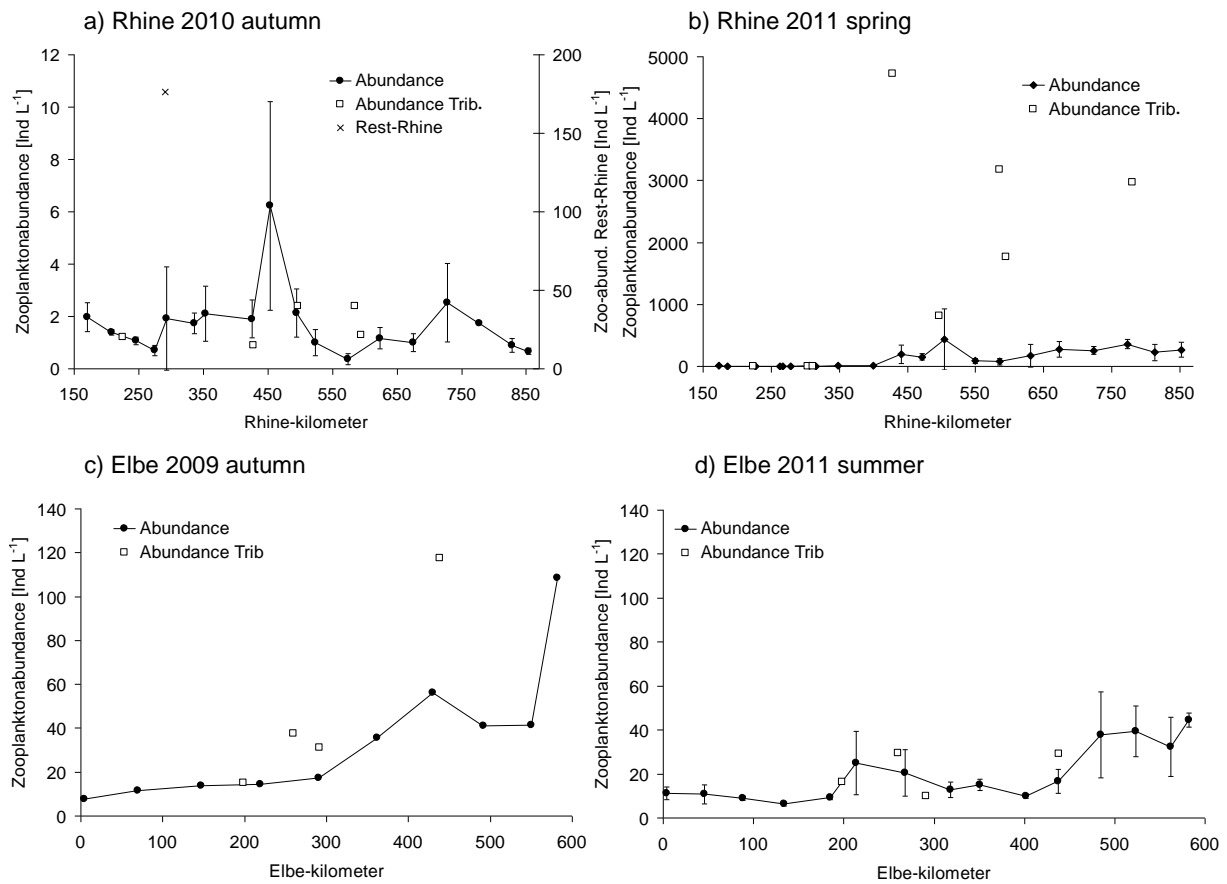 a) Rhine 2010 autumn
12
10
8
6
4
2
0
200
150
100
50
0
Zooplanktonabundance [Ind L⁻¹]
Zoo-abund. Rest-Rhine [Ind L⁻¹]
Abundance
Abundance Trib.
Rest-Rhine
150 250 350 450 550 650 750 850
Rhine-kilometer
b) Rhine 2011 spring
5000
4000
3000
2000
1000
0
Zooplanktonabundance [Ind L⁻¹]
Abundance
Abundance Trib.
150 250 350 450 550 650 750 850
Rhine-kilometer
c) Elbe 2009 autumn
140
120
100
80
60
40
20
0
Zooplanktonabundance [Ind L⁻¹]
Abundance
Abundance Trib
0 100 200 300 400 500 600
Elbe-kilometer
d) Elbe 2011 summer
140
120
100
80
60
40
20
0
Zooplanktonabundance [Ind L⁻¹]
Abundance
Abundance Trib
0 100 200 300 400 500 600
Elbe-kilometer